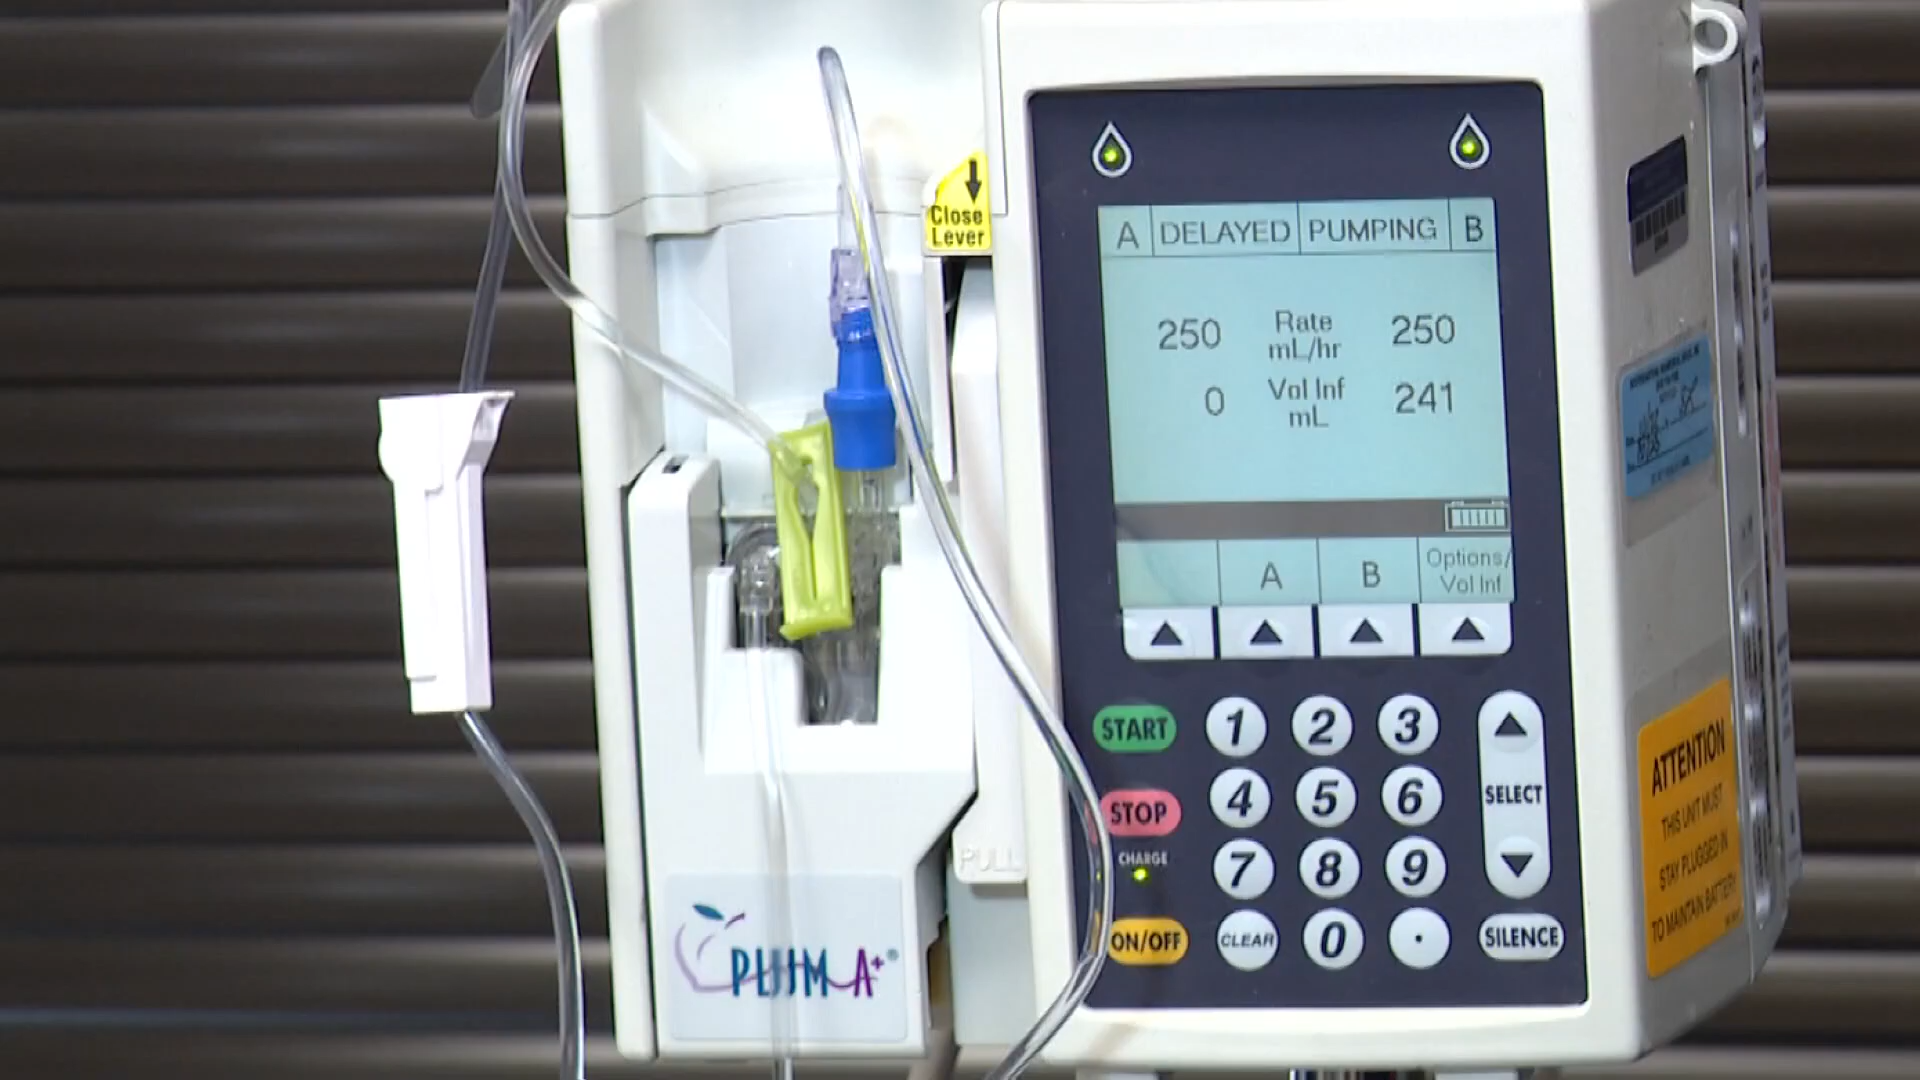 Close
Lever
A DELAYED PUMPING B
250 Rate
mL/hr 250
0 Vol Inf
mL 241
A B Options/
Vol Inf
START 1 2 3
STOP 4 5 6 SELECT
CHARGE
7 8 9
ON/OFF CLEAR 0 . SILENCE
PULL
PLUM A+®
ATTENTION
THIS UNIT MUST
STAY PLUGGED IN
TO MAINTAIN BATTERY